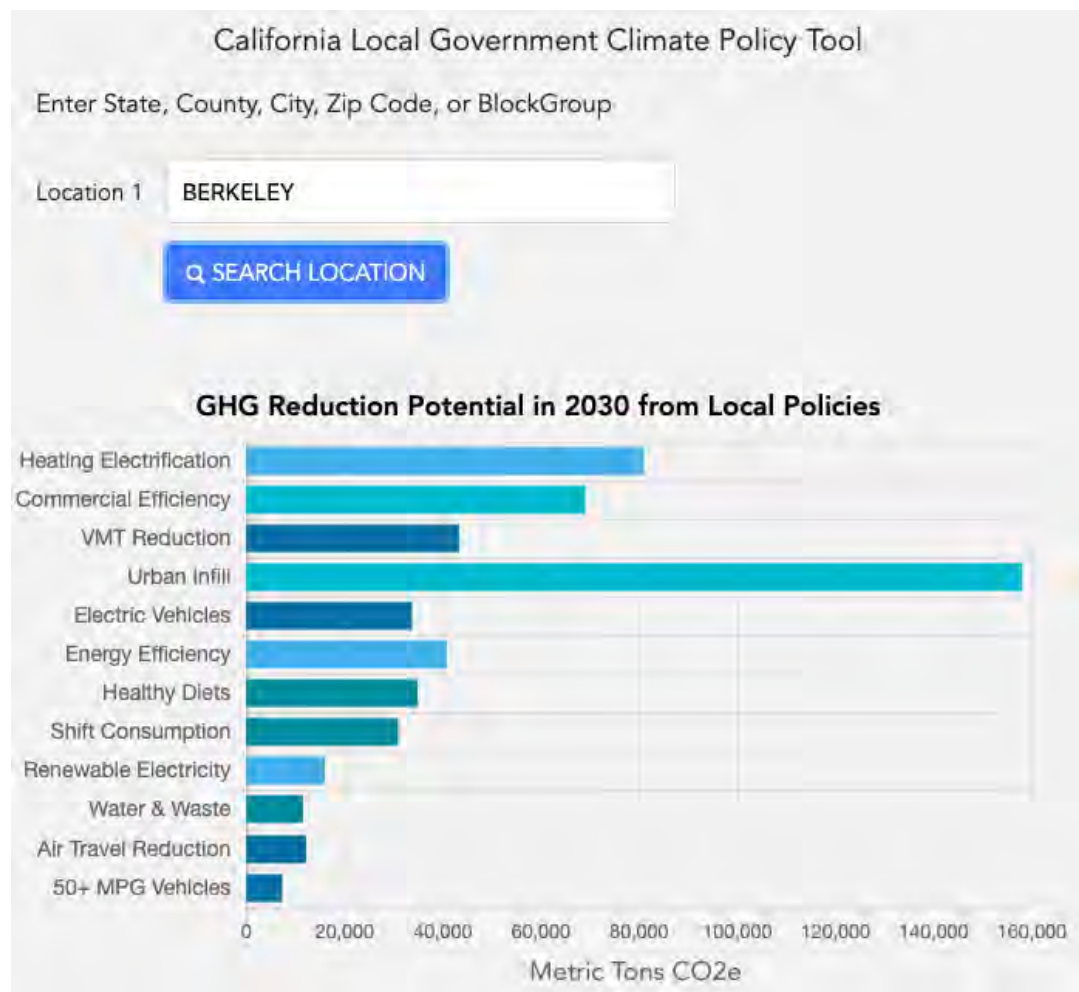 California Local Government Climate Policy Tool
Enter State, County, City, Zip Code, or BlockGroup
Location 1 BERKELEY
SEARCH LOCATION
GHG Reduction Potential in 2030 from Local Policies
Heating Electrification
Commercial Efficiency
VMT Reduction
Urban Infill
Electric Vehicles
Energy Efficiency
Healthy Diets
Shift Consumption
Renewable Electricity
Water & Waste
Air Travel Reduction
50+ MPG Vehicles
0 20,000 40,000 60,000 80,000 100,000 120,000 140,000 160,000
Metric Tons CO2e